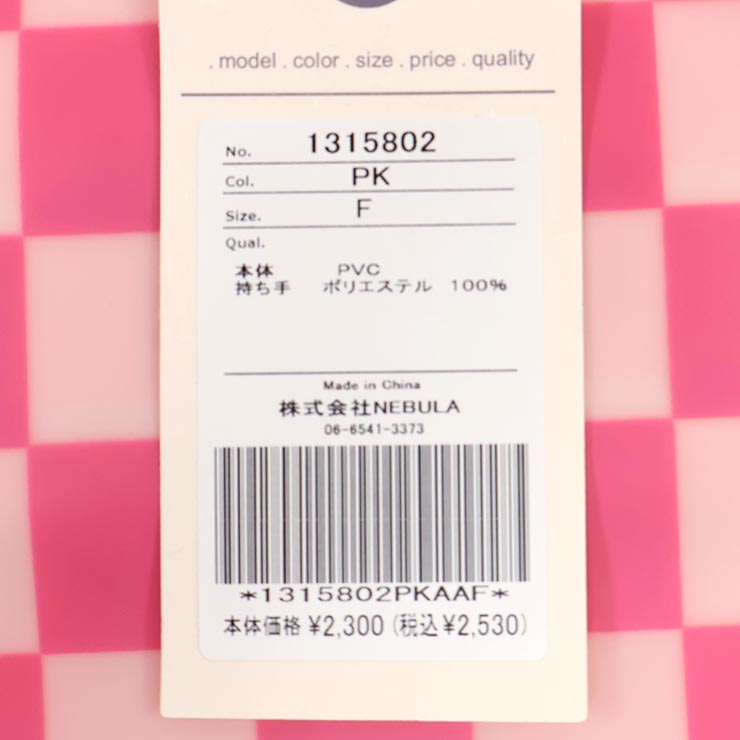 . model . color . size . price . quality
No. 1315802
Col. PK
Size. F
Qual.
本体 PVC
持ち手 ポリエステル 100%
Made in China
株式会社NEBULA
06-6541-3373
*1315802PKAAF*
本体価格 ¥2,300 (税込¥2,530)